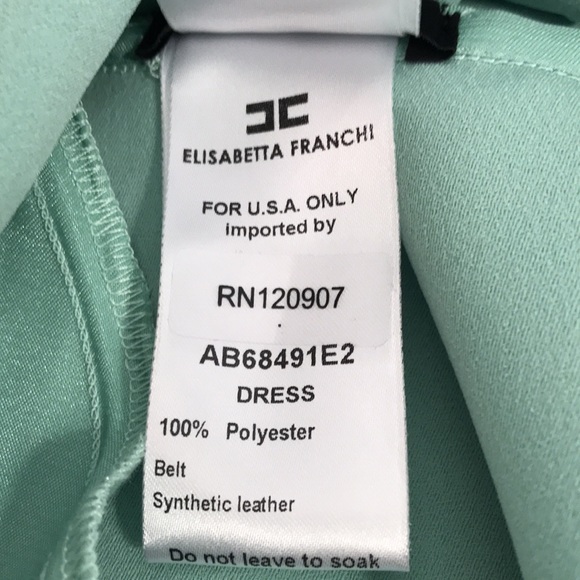 ELISABETTA FRANCHI
FOR U.S.A. ONLY
imported by
RN120907
AB68491E2
DRESS
100% Polyester
Belt
Synthetic leather
Do not leave to soak